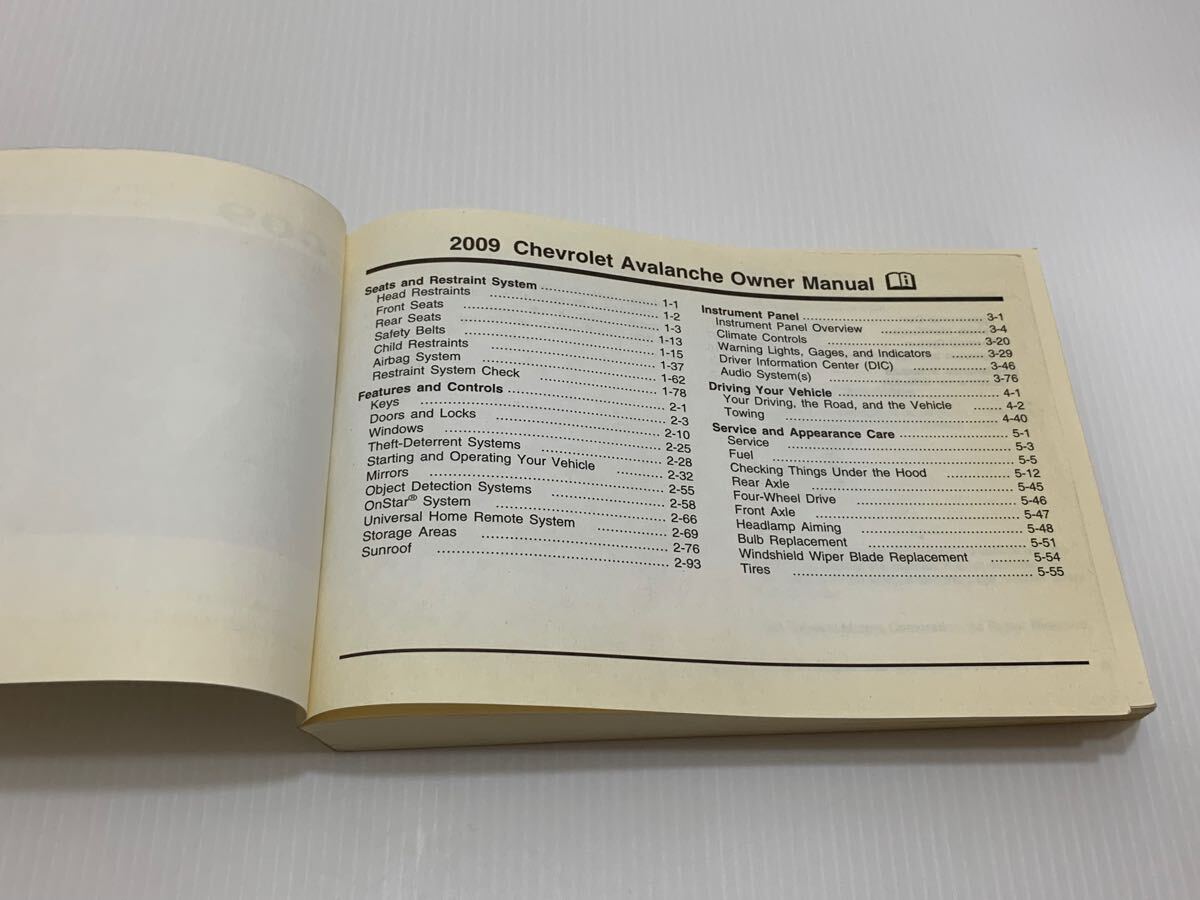 2009 Chevrolet Avalanche Owner Manual
Seats and Restraint System ........................... 1-1
Head Restraints ........................... 1-2
Front Seats ........................... 1-3
Rear Seats ........................... 1-13
Safety Belts ........................... 1-15
Child Restraints ........................... 1-37
Airbag System ........................... 1-62
Restraint System Check ........................... 1-78
Features and Controls ........................... 2-1
Keys ........................... 2-3
Doors and Locks ........................... 2-10
Windows ........................... 2-25
Theft-Deterrent Systems ........................... 2-28
Starting and Operating Your Vehicle ........... 2-32
Mirrors ........................... 2-55
Object Detection Systems ........................... 2-58
OnStar® System ........................... 2-66
Universal Home Remote System ........... 2-69
Storage Areas ........................... 2-76
Sunroof ........................... 2-93
Instrument Panel ........................... 3-1
Instrument Panel Overview ........................... 3-4
Climate Controls ........................... 3-20
Warning Lights, Gages, and Indicators ........ 3-29
Driver Information Center (DIC) ........... 3-46
Audio System(s) ........................... 3-76
Driving Your Vehicle ........................... 4-1
Your Driving, the Road, and the Vehicle ....... 4-2
Towing ........................... 4-40
Service and Appearance Care ........................... 5-1
Service ........................... 5-3
Fuel ........................... 5-5
Checking Things Under the Hood ........... 5-12
Rear Axle ........................... 5-45
Four-Wheel Drive ........................... 5-46
Front Axle ........................... 5-47
Headlamp Aiming ........................... 5-48
Bulb Replacement ........................... 5-51
Windshield Wiper Blade Replacement ......... 5-54
Tires ........................... 5-55